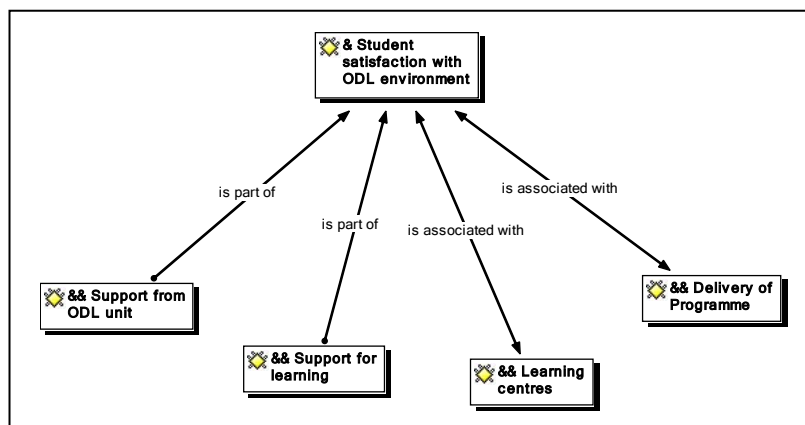 & Student
satisfaction with
ODL environment
is part of
is associated with
is part of
is associated with
&& Support from
ODL unit
&& Delivery of
Programme
&& Support for
learning
&& Learning
centres